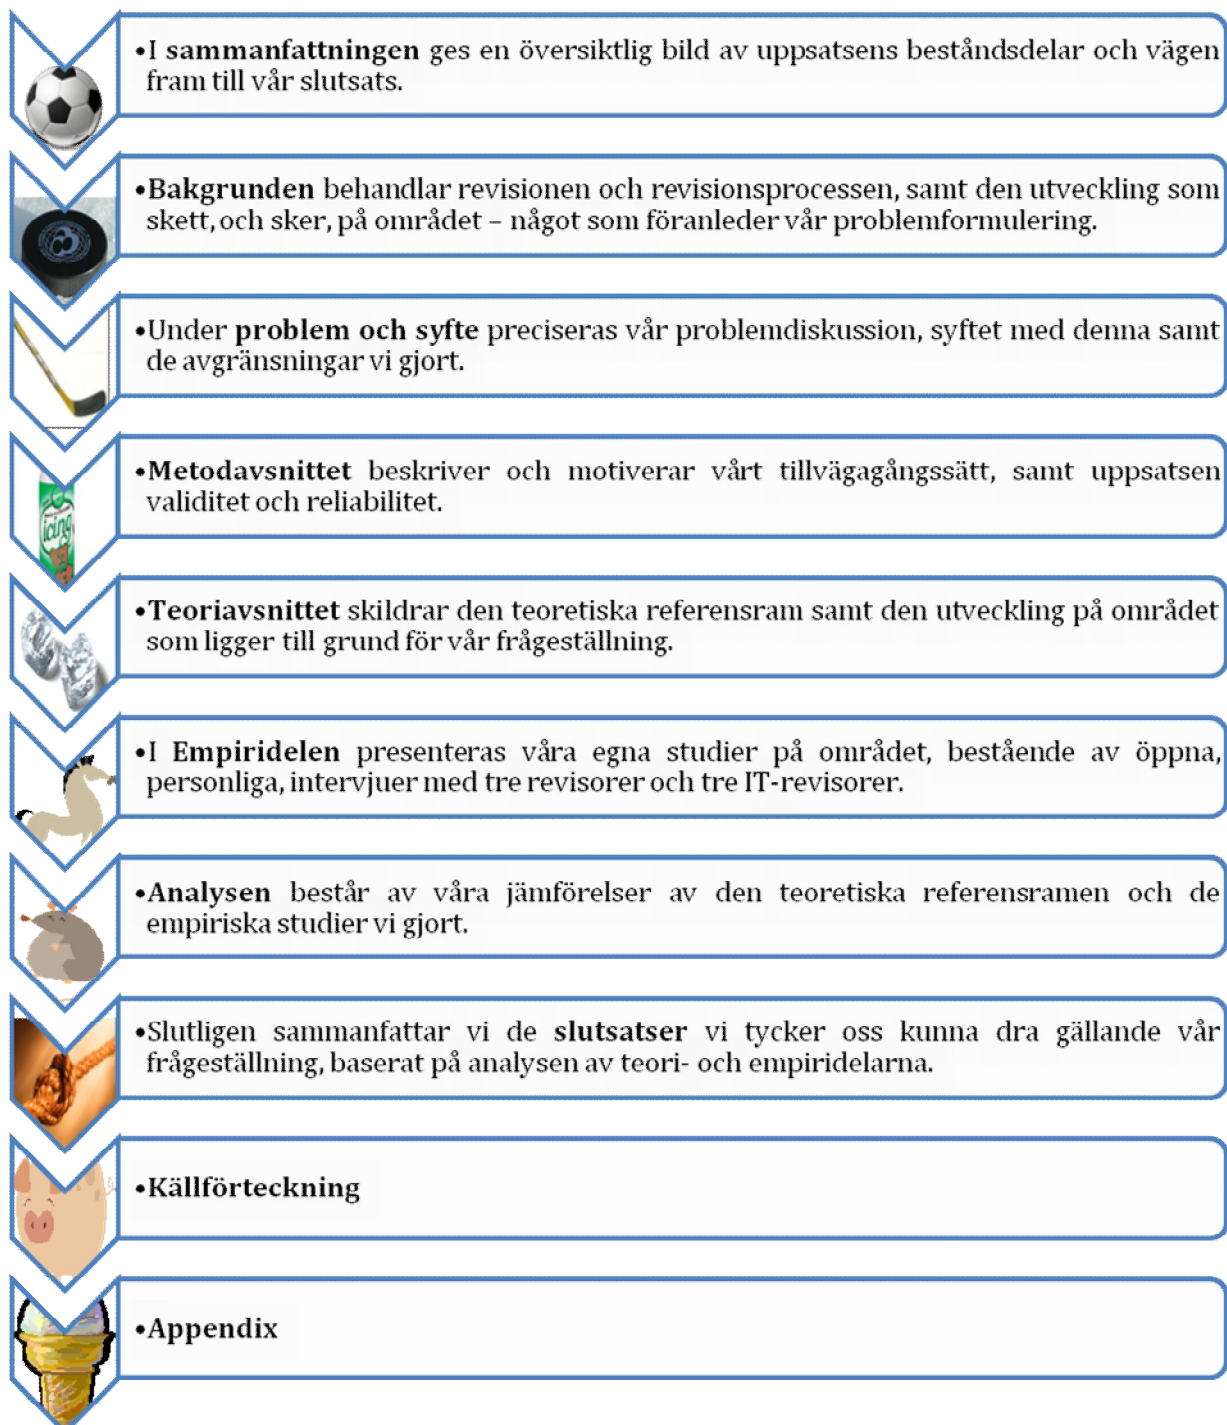 •I sammanfattningen ges en översiktlig bild av uppsatsens beståndsdelar och vägen
fram till vår slutsats.
•Bakgrunden behandlar revisionen och revisionsprocessen, samt den utveckling som
skett, och sker, på området – något som föranleder vår problemformulering.
•Under problem och syfte preciseras vår problemdiskussion, syftet med denna samt
de avgränsningar vi gjort.
•Metodavsnittet beskriver och motiverar vårt tillvägagångssätt, samt uppsatsen
validitet och reliabilitet.
icing
•Teoriavsnittet skildrar den teoretiska referensram samt den utveckling på området
som ligger till grund för vår frågeställning.
•I Empiridelen presenteras våra egna studier på området, bestående av öppna,
personliga, intervjuer med tre revisorer och tre IT-revisorer.
•Analysen består av våra jämförelser av den teoretiska referensramen och de
empiriska studier vi gjort.
•Slutligen sammanfattar vi de slutsatser vi tycker oss kunna dra gällande vår
frågeställning, baserat på analysen av teori- och empiridelarna.
•Källförteckning
•Appendix